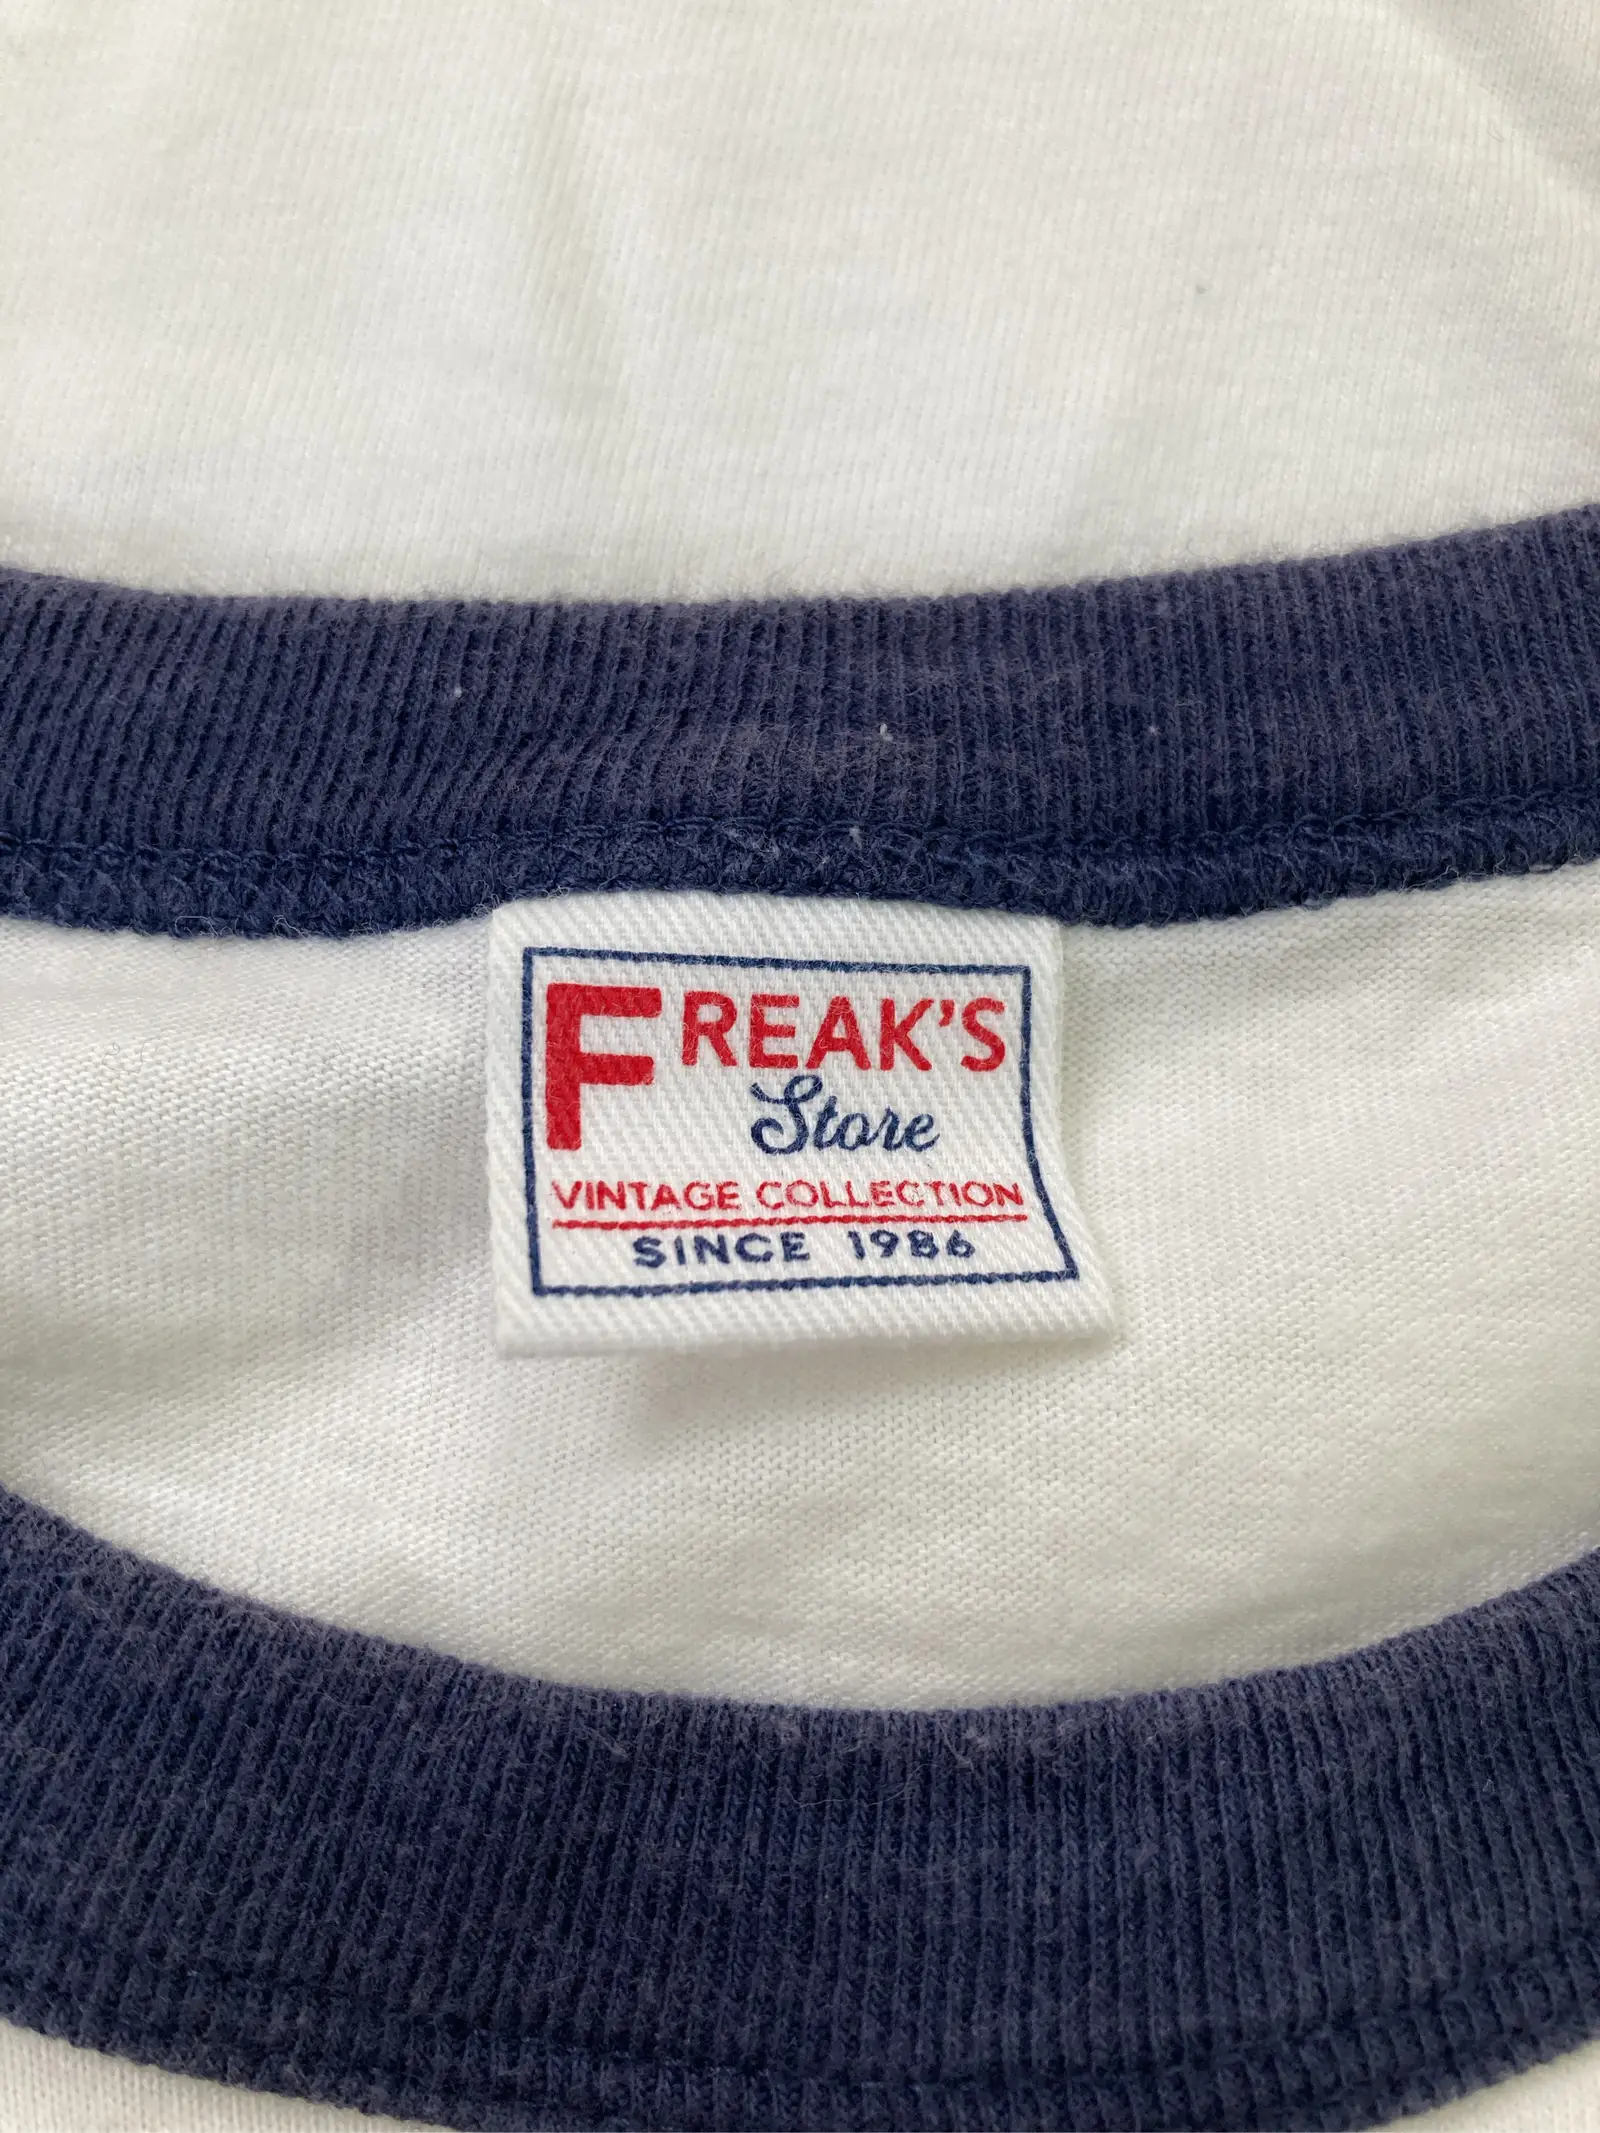 FREAK'S
Store
VINTAGE COLLECTION
SINCE 1986